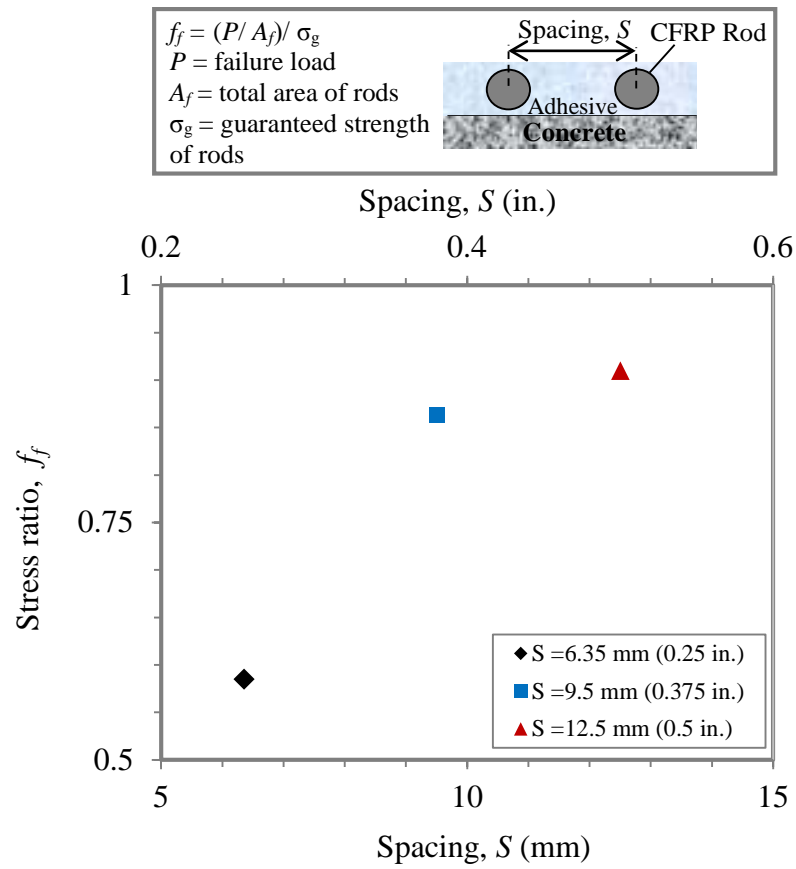 f_f = (P/ A_f)/ σ_g
P = failure load
A_f = total area of rods
σ_g = guaranteed strength
of rods
Spacing, S
CFRP Rod
Adhesive
Concrete
Spacing, S (in.)
0.2 0.4 0.6
1
0.75
0.5
Stress ratio, f_f
S =6.35 mm (0.25 in.)
S =9.5 mm (0.375 in.)
S =12.5 mm (0.5 in.)
5 10 15
Spacing, S (mm)